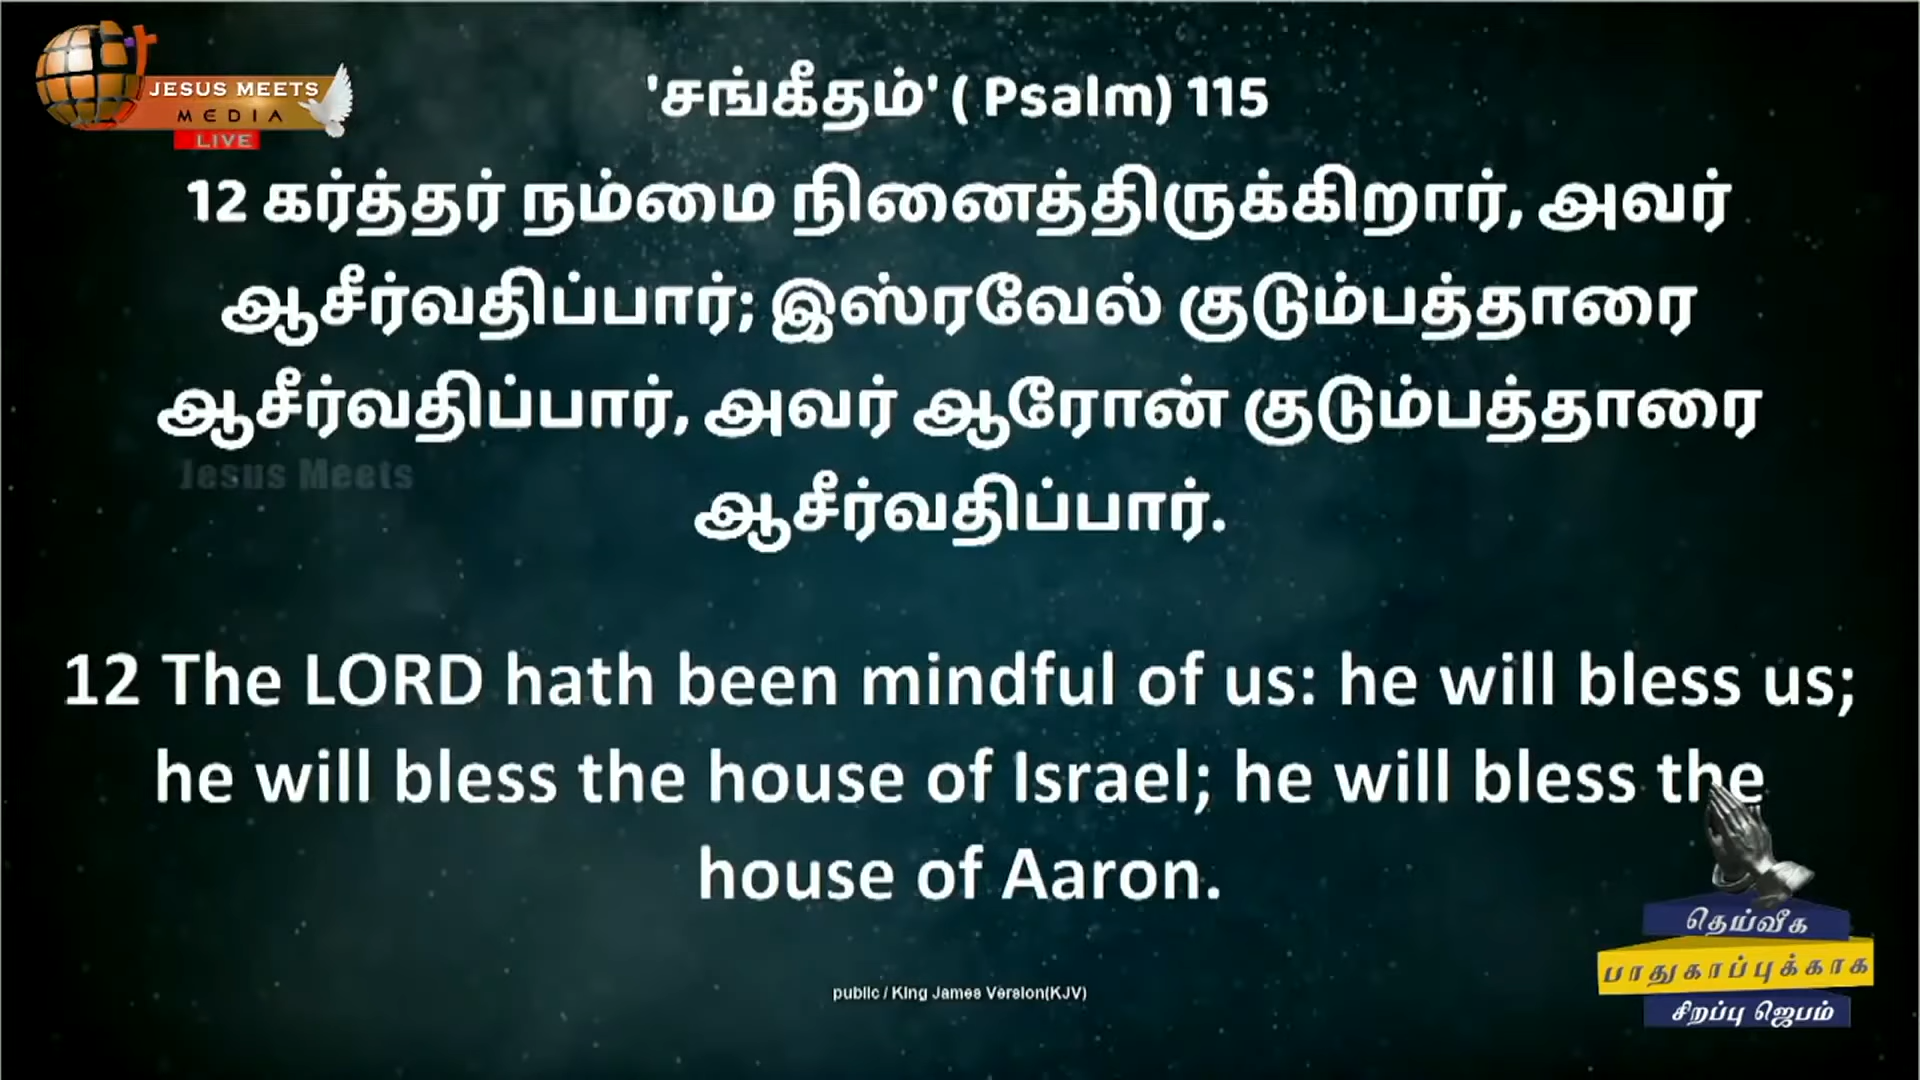 JESUS MEETS
MEDIA
LIVE
'சங்கீதம்' ( Psalm) 115
12 கர்த்தர் நம்மை நினைத்திருக்கிறார், அவர்
ஆசீர்வதிப்பார்; இஸ்ரவேல் குடும்பத்தாரை
ஆசீர்வதிப்பார், அவர் ஆரோன் குடும்பத்தாரை
Jesus Meets
ஆசீர்வதிப்பார்.
12 The LORD hath been mindful of us: he will bless us;
he will bless the house of Israel; he will bless the
house of Aaron.
தெய்வீக
பாதுகாப்புக்காக
சிறப்பு ஜெபம்
public / King James Version(KJV)